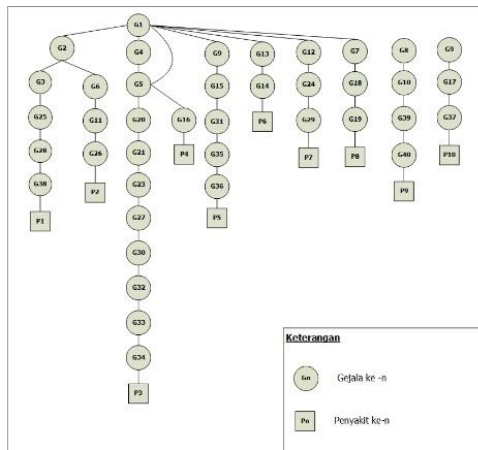 G1
G2
G4
G9
G13
G12
G7
G8
G9
G3
G6
G5
G15
G14
G24
G18
G10
G17
G25
G11
G20
G16
G31
P6
G29
G19
G39
G37
G28
G26
G21
P4
G35
P7
P8
G40
P10
G38
P2
G23
G36
P9
P1
G27
P5
G30
G32
G33
G34
P3
Keterangan
Gn
Gejala ke -n
Pn
Penyakit ke-n